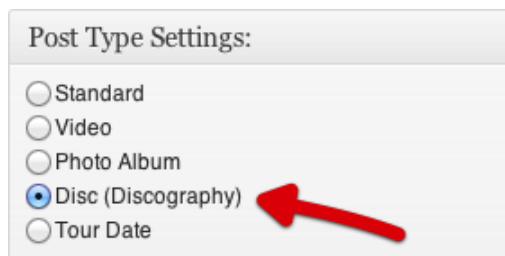 Post Type Settings:
Standard
Video
Photo Album
Disc (Discography)
Tour Date